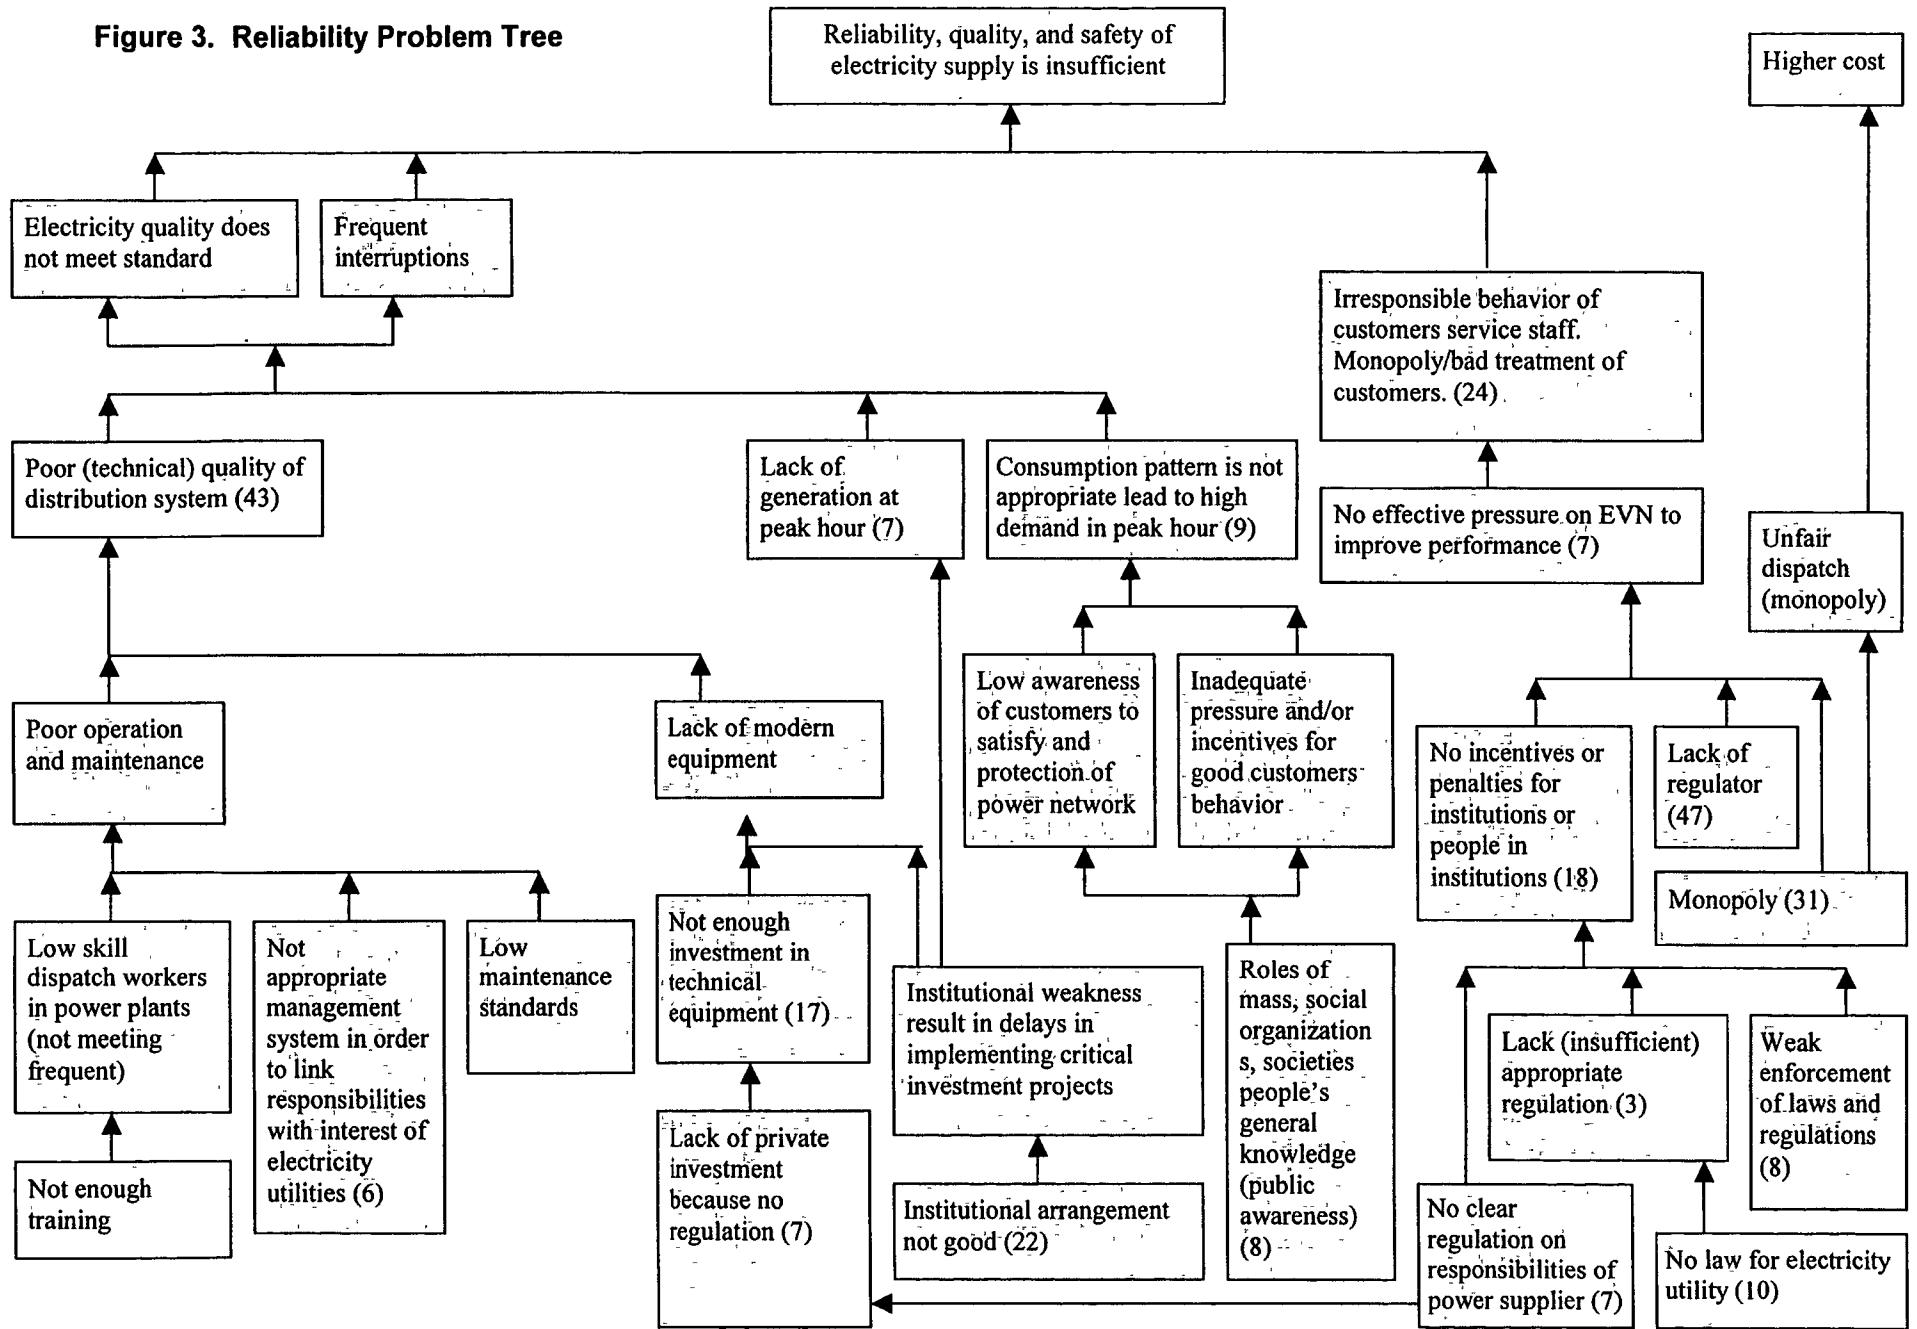 Figure 3. Reliability Problem Tree
Reliability, quality, and safety of
electricity supply is insufficient
Higher cost
Electricity quality does
not meet standard
Frequent
interruptions
Irresponsible behavior of
customers service staff.
Monopoly/bad treatment of
customers. (24)
Poor (technical) quality of
distribution system (43)
Lack of
generation at
peak hour (7)
Consumption pattern is not
appropriate lead to high
demand in peak hour (9)
No effective pressure on EVN to
improve performance (7)
Unfair
dispatch
(monopoly)
Poor operation
and maintenance
Lack of modern
equipment
Low awareness
of customers to
satisfy and
protection of
power network
Inadequate
pressure and/or
incentives for
good customers
behavior
No incentives or
penalties for
institutions or
people in
institutions (18)
Lack of
regulator
(47)
Monopoly (31)
Low skill
dispatch workers
in power plants
(not meeting
frequent)
Not
appropriate
management
system in order
to link
responsibilities
with interest of
electricity
utilities (6)
Low
maintenance
standards
Not enough
investment in
technical
equipment (17)
Institutional weakness
result in delays in
implementing critical
investment projects
Roles of
mass, social
organization
s, societies
people's
general
knowledge
(public
awareness)
(8)
Lack (insufficient)
appropriate
regulation (3)
Weak
enforcement
of laws and
regulations
(8)
Not enough
training
Lack of private
investment
because no
regulation (7)
Institutional arrangement
not good (22)
No clear
regulation on
responsibilities of
power supplier (7)
No law for electricity
utility (10)